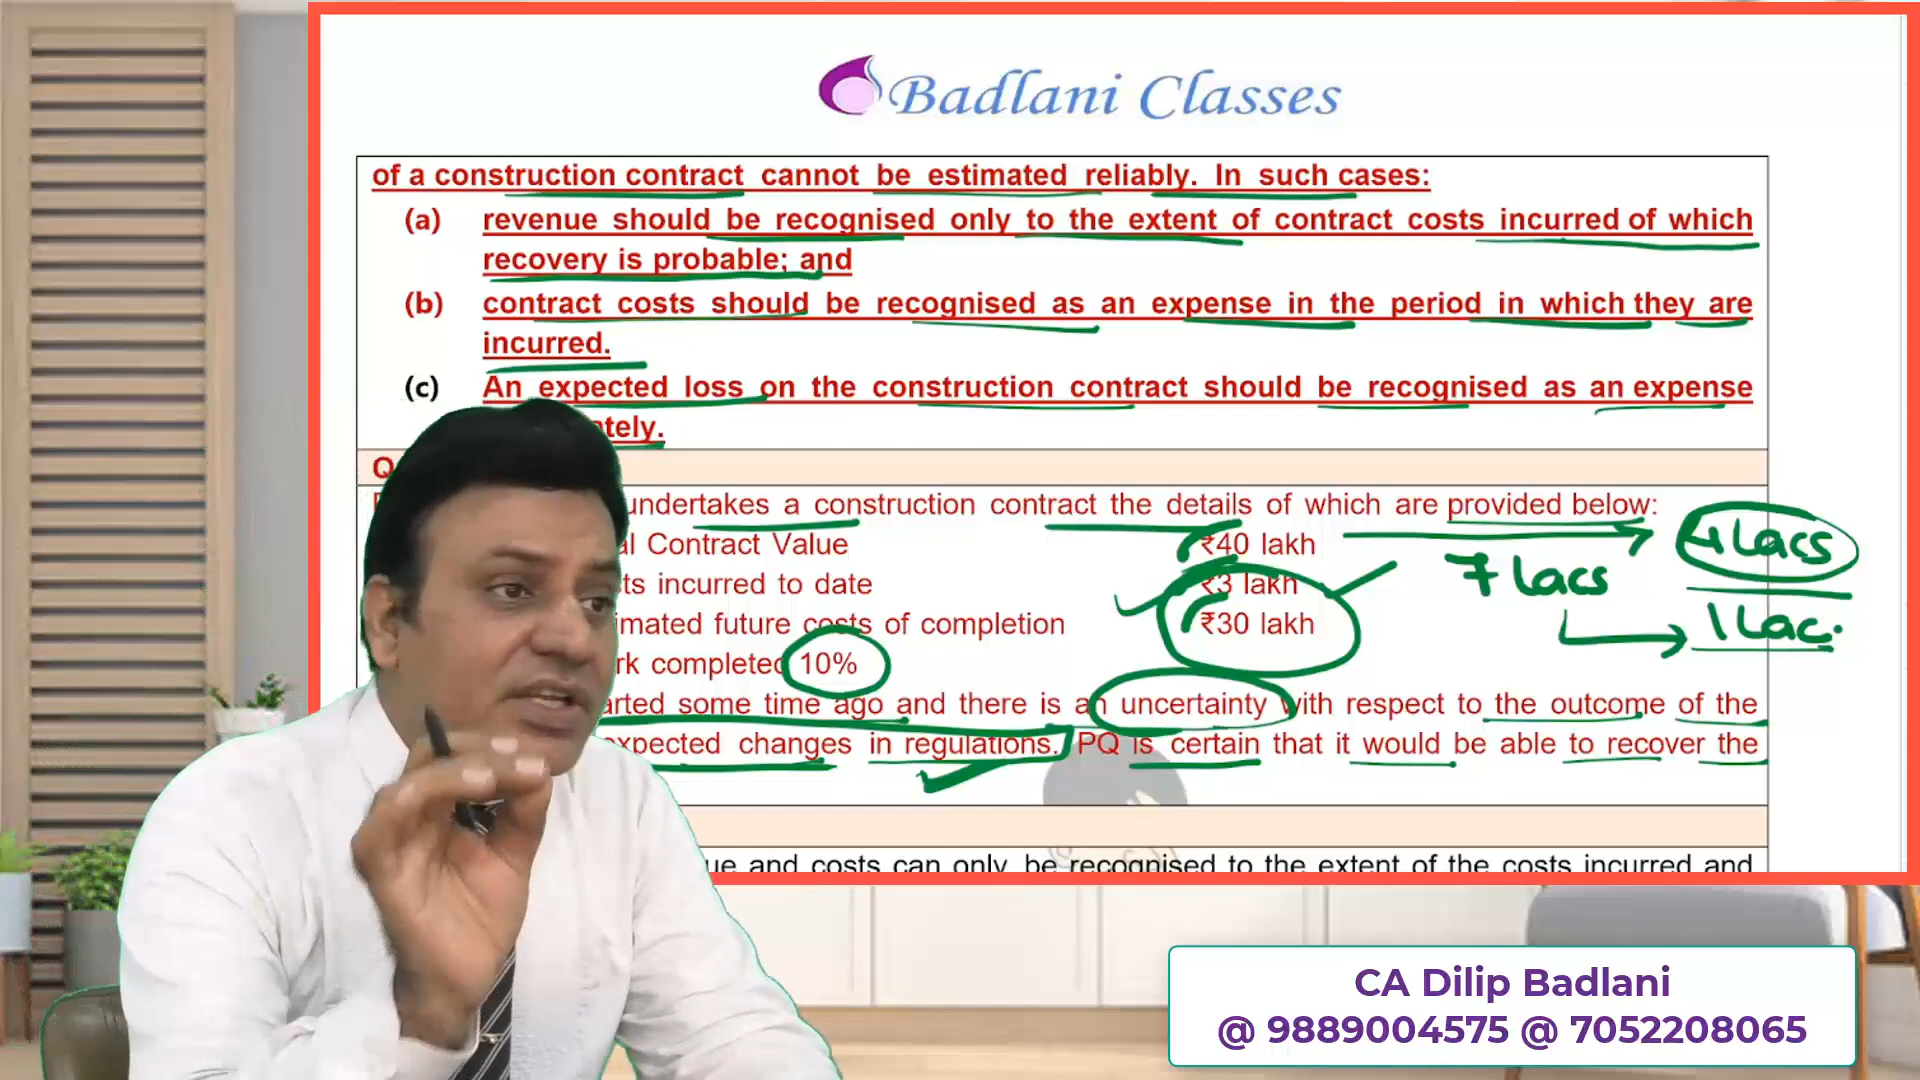 Badlani Classes
of a construction contract cannot be estimated reliably. In such cases:
(a) revenue should be recognised only to the extent of contract costs incurred of which
recovery is probable; and
(b) contract costs should be recognised as an expense in the period in which they are
incurred.
(c) An expected loss on the construction contract should be recognised as an expense
tely.
Q
undertakes a construction contract the details of which are provided below:
al Contract Value ₹40 lakh
4 Lacs
sts incurred to date ₹3 lakh
7 Lacs
imated future costs of completion ₹30 lakh
1 Lac.
rk completed 10%
arted some time ago and there is an uncertainty with respect to the outcome of the
expected changes in regulations. PQ is certain that it would be able to recover the
ue and costs can only be recognised to the extent of the costs incurred and
CA Dilip Badlani
@ 9889004575 @ 7052208065